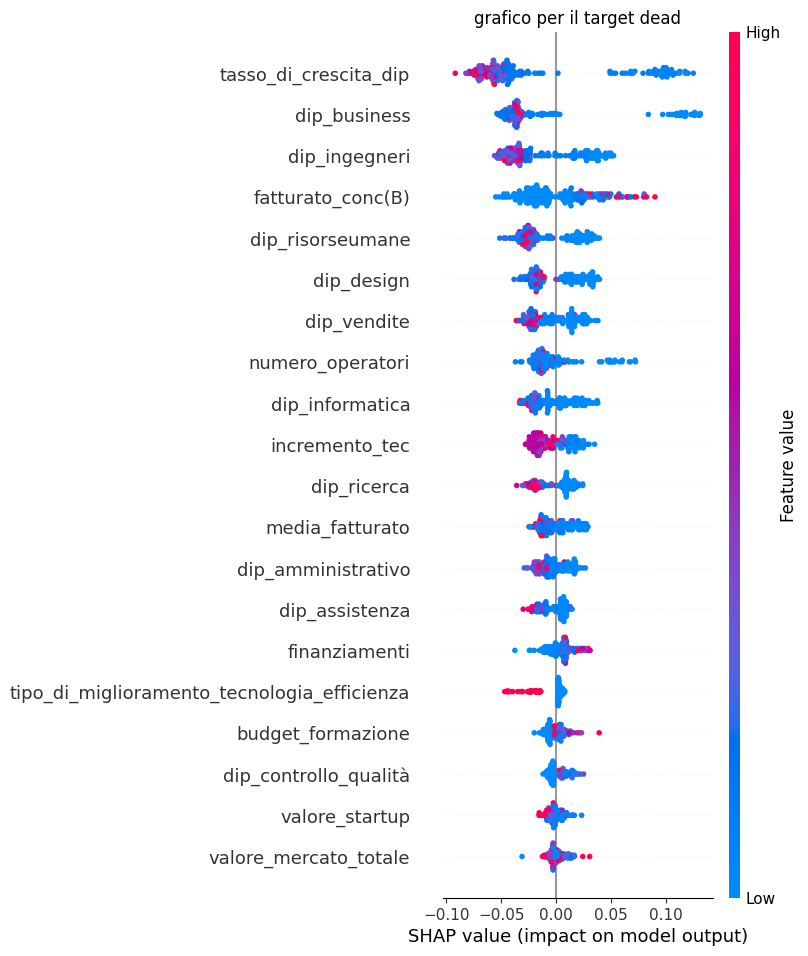 grafico per il target dead
High
tasso_di_crescita_dip
dip_business
dip_ingegneri
fatturato_conc(B)
dip_risorseumane
dip_design
dip_vendite
numero_operatori
dip_informatica
incremento_tec
dip_ricerca
media_fatturato
dip_amministrativo
dip_assistenza
finanziamenti
tipo_di_miglioramento_tecnologia_efficienza
budget_formazione
dip_controllo_qualità
valore_startup
valore_mercato_totale
Feature value
Low
−0.10 −0.05 0.00 0.05 0.10
SHAP value (impact on model output)